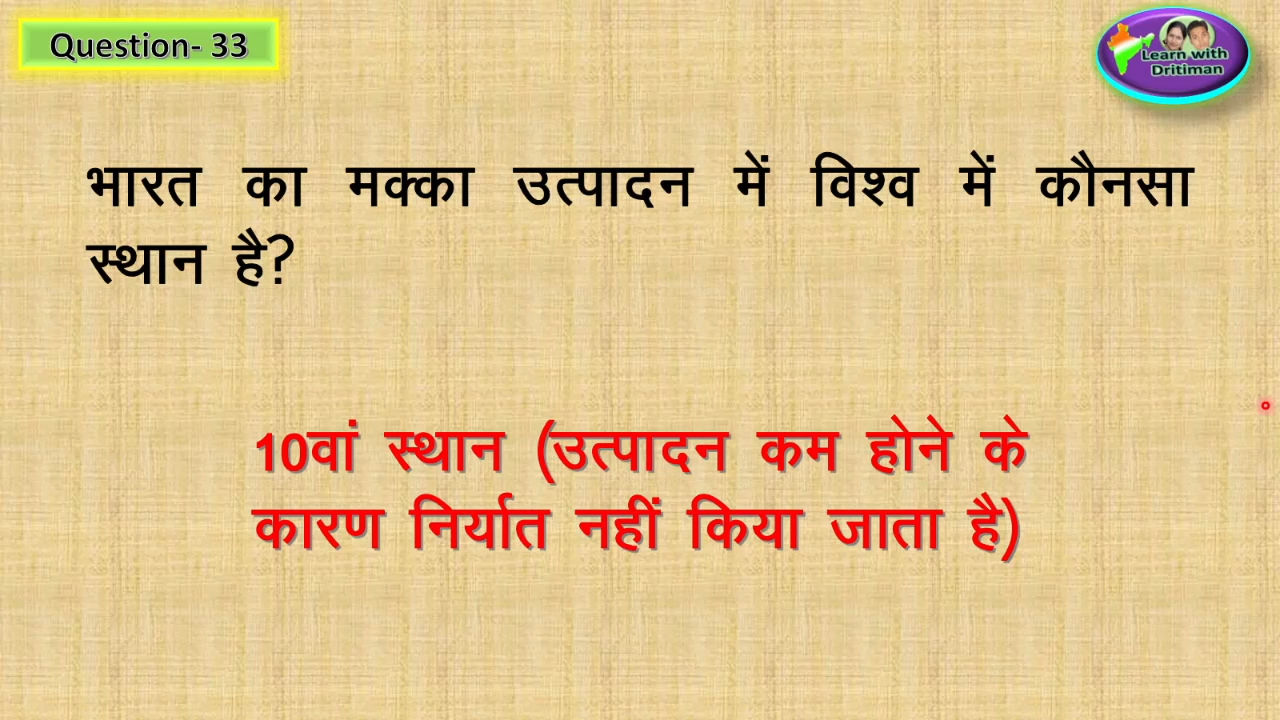 Question- 33
Learn with
Dritiman
भारत का मक्का उत्पादन में विश्व में कौनसा
स्थान है?
10वां स्थान (उत्पादन कम होने के
कारण निर्यात नहीं किया जाता है)